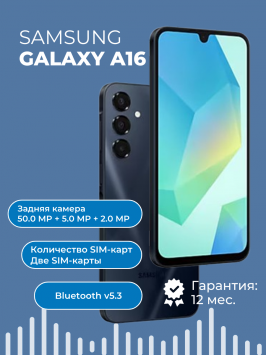 SAMSUNG
GALAXY A16
Задняя камера
50.0 MP + 5.0 MP + 2.0 MP
Количество SIM-карт
Две SIM-карты
Bluetooth v5.3
Гарантия:
12 мес.